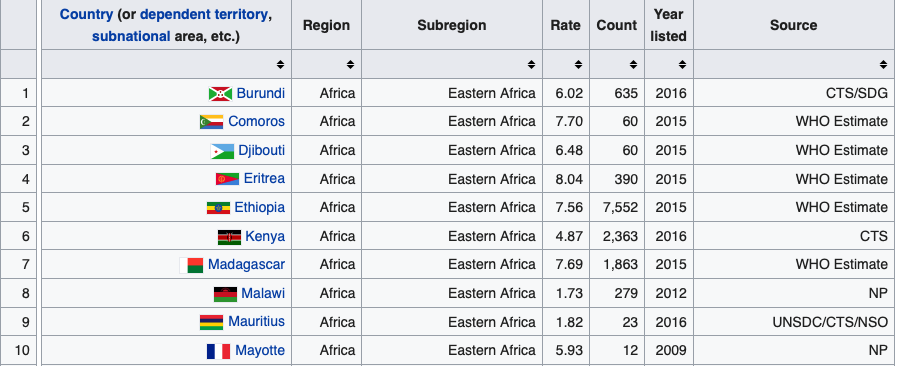 Country (or dependent territory, subnational area, etc.) Region Subregion Rate Count Year listed Source
1 Burundi Africa Eastern Africa 6.02 635 2016 CTS/SDG
2 Comoros Africa Eastern Africa 7.70 60 2015 WHO Estimate
3 Djibouti Africa Eastern Africa 6.48 60 2015 WHO Estimate
4 Eritrea Africa Eastern Africa 8.04 390 2015 WHO Estimate
5 Ethiopia Africa Eastern Africa 7.56 7,552 2015 WHO Estimate
6 Kenya Africa Eastern Africa 4.87 2,363 2016 CTS
7 Madagascar Africa Eastern Africa 7.69 1,863 2015 WHO Estimate
8 Malawi Africa Eastern Africa 1.73 279 2012 NP
9 Mauritius Africa Eastern Africa 1.82 23 2016 UNSDC/CTS/NSO
10 Mayotte Africa Eastern Africa 5.93 12 2009 NP